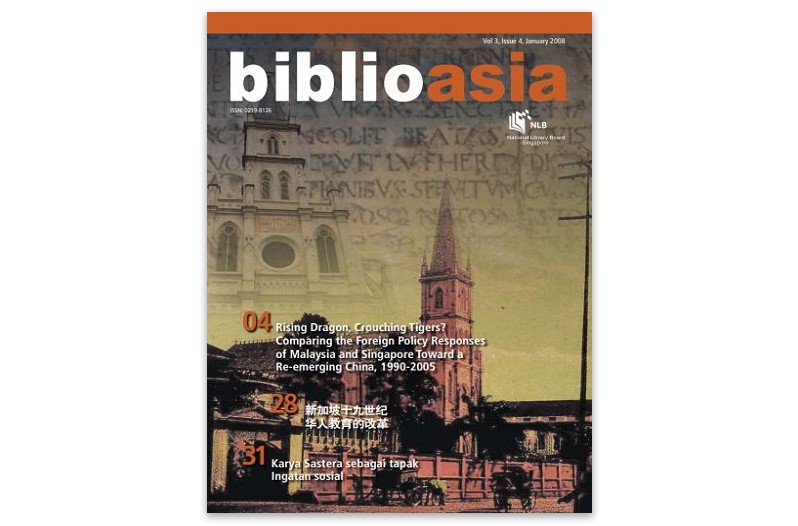 Vol 3, Issue 4, January 2008
biblioasia
ISSN: 0219-8126
NLB
National Library Board
Singapore
04 Rising Dragon, Crouching Tigers?
Comparing the Foreign Policy Responses
of Malaysia and Singapore Toward a
Re-emerging China, 1990-2005
28 新加坡十九世纪
华人教育的改革
31 Karya Sastera sebagai tapak
Ingatan sosial